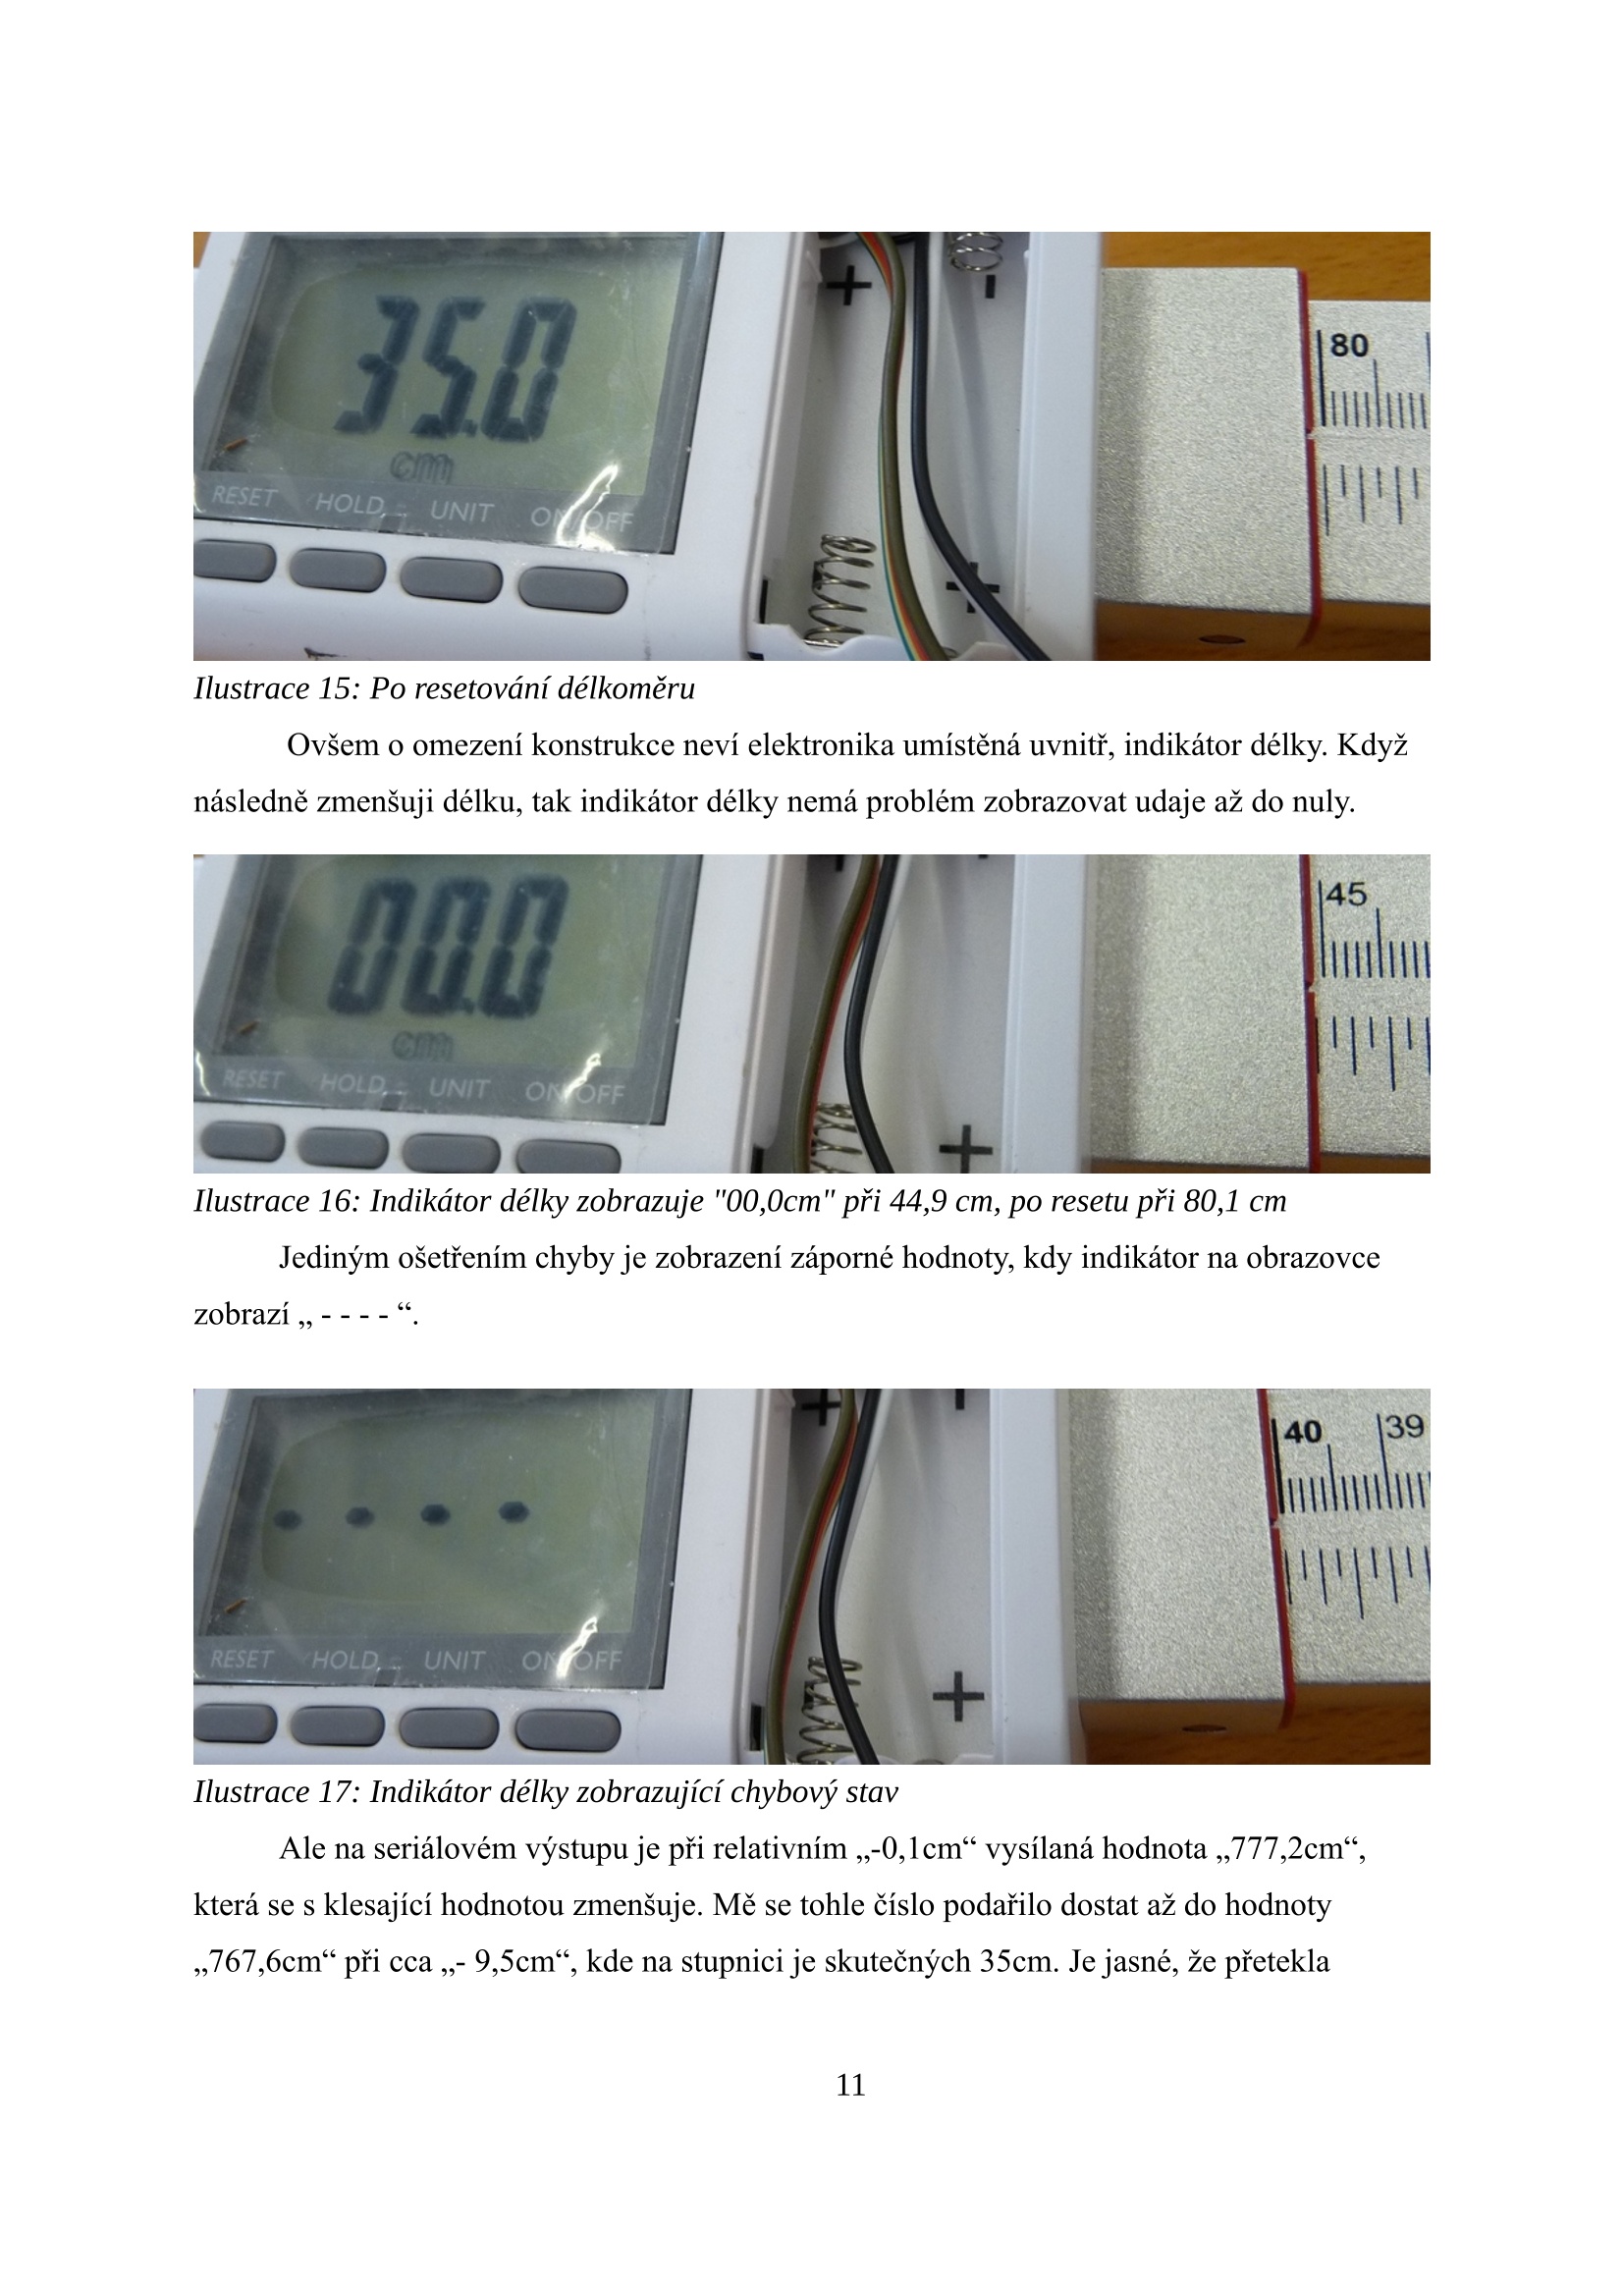 35.0
cm
RESET HOLD UNIT ON/OFF
+ -
+
80
Ilustrace 15: Po resetování délkoměru
Ovšem o omezení konstrukce neví elektronika umístěná uvnitř, indikátor délky. Když
následně zmenšuji délku, tak indikátor délky nemá problém zobrazovat udaje až do nuly.
00.0
cm
RESET HOLD UNIT ON/OFF
+
45
Ilustrace 16: Indikátor délky zobrazuje "00,0cm" při 44,9 cm, po resetu při 80,1 cm
Jediným ošetřením chyby je zobrazení záporné hodnoty, kdy indikátor na obrazovce
zobrazí „ - - - - “.
- - - -
RESET HOLD UNIT ON/OFF
+
40 39
Ilustrace 17: Indikátor délky zobrazující chybový stav
Ale na seriálovém výstupu je při relativním „-0,1cm“ vysílaná hodnota „777,2cm“,
která se s klesající hodnotou zmenšuje. Mě se tohle číslo podařilo dostat až do hodnoty
„767,6cm“ při cca „- 9,5cm“, kde na stupnici je skutečných 35cm. Je jasné, že přetekla
11